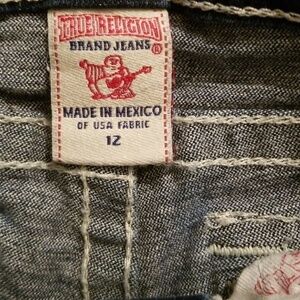 TRUE RELIGION ®
BRAND JEANS
MADE IN MEXICO
OF USA FABRIC
12